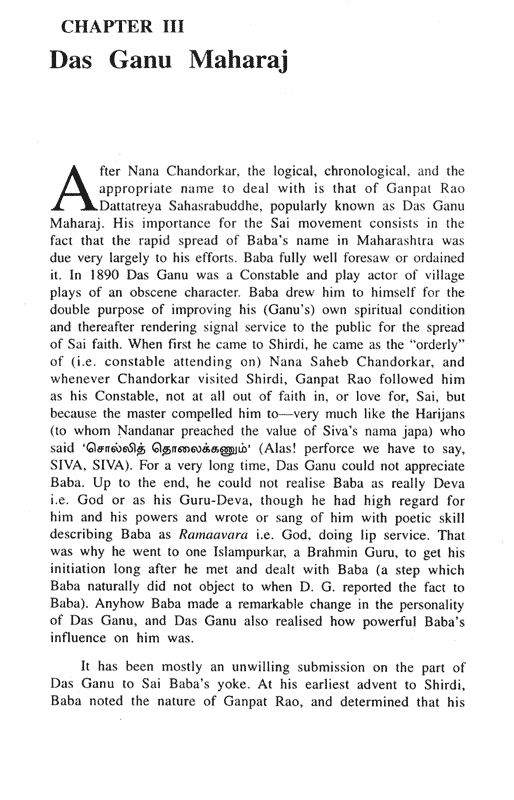 CHAPTER III
Das Ganu Maharaj
After Nana Chandorkar, the logical, chronological, and the
appropriate name to deal with is that of Ganpat Rao
Dattatreya Sahasrabuddhe, popularly known as Das Ganu
Maharaj. His importance for the Sai movement consists in the
fact that the rapid spread of Baba's name in Maharashtra was
due very largely to his efforts. Baba fully well foresaw or ordained
it. In 1890 Das Ganu was a Constable and play actor of village
plays of an obscene character. Baba drew him to himself for the
double purpose of improving his (Ganu's) own spiritual condition
and thereafter rendering signal service to the public for the spread
of Sai faith. When first he came to Shirdi, he came as the "orderly"
of (i.e. constable attending on) Nana Saheb Chandorkar, and
whenever Chandorkar visited Shirdi, Ganpat Rao followed him
as his Constable, not at all out of faith in, or love for, Sai, but
because the master compelled him to—very much like the Harijans
(to whom Nandanar preached the value of Siva's nama japa) who
said 'சொல்லித் தொலைக்கணும்' (Alas! perforce we have to say,
SIVA, SIVA). For a very long time, Das Ganu could not appreciate
Baba. Up to the end, he could not realise Baba as really Deva
i.e. God or as his Guru-Deva, though he had high regard for
him and his powers and wrote or sang of him with poetic skill
describing Baba as Ramaavara i.e. God, doing lip service. That
was why he went to one Islampurkar, a Brahmin Guru, to get his
initiation long after he met and dealt with Baba (a step which
Baba naturally did not object to when D. G. reported the fact to
Baba). Anyhow Baba made a remarkable change in the personality
of Das Ganu, and Das Ganu also realised how powerful Baba's
influence on him was.
It has been mostly an unwilling submission on the part of
Das Ganu to Sai Baba's yoke. At his earliest advent to Shirdi,
Baba noted the nature of Ganpat Rao, and determined that his